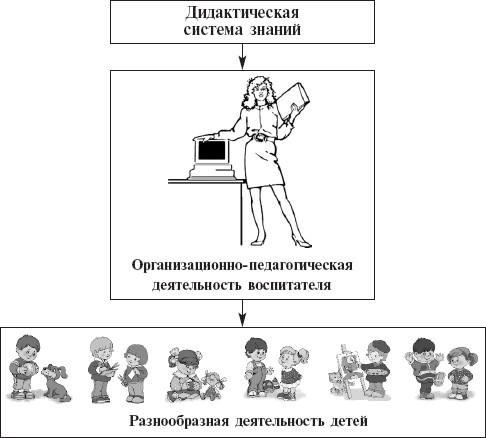 Дидактическая
система знаний
Организационно-педагогическая
деятельность воспитателя
Разнообразная деятельность детей